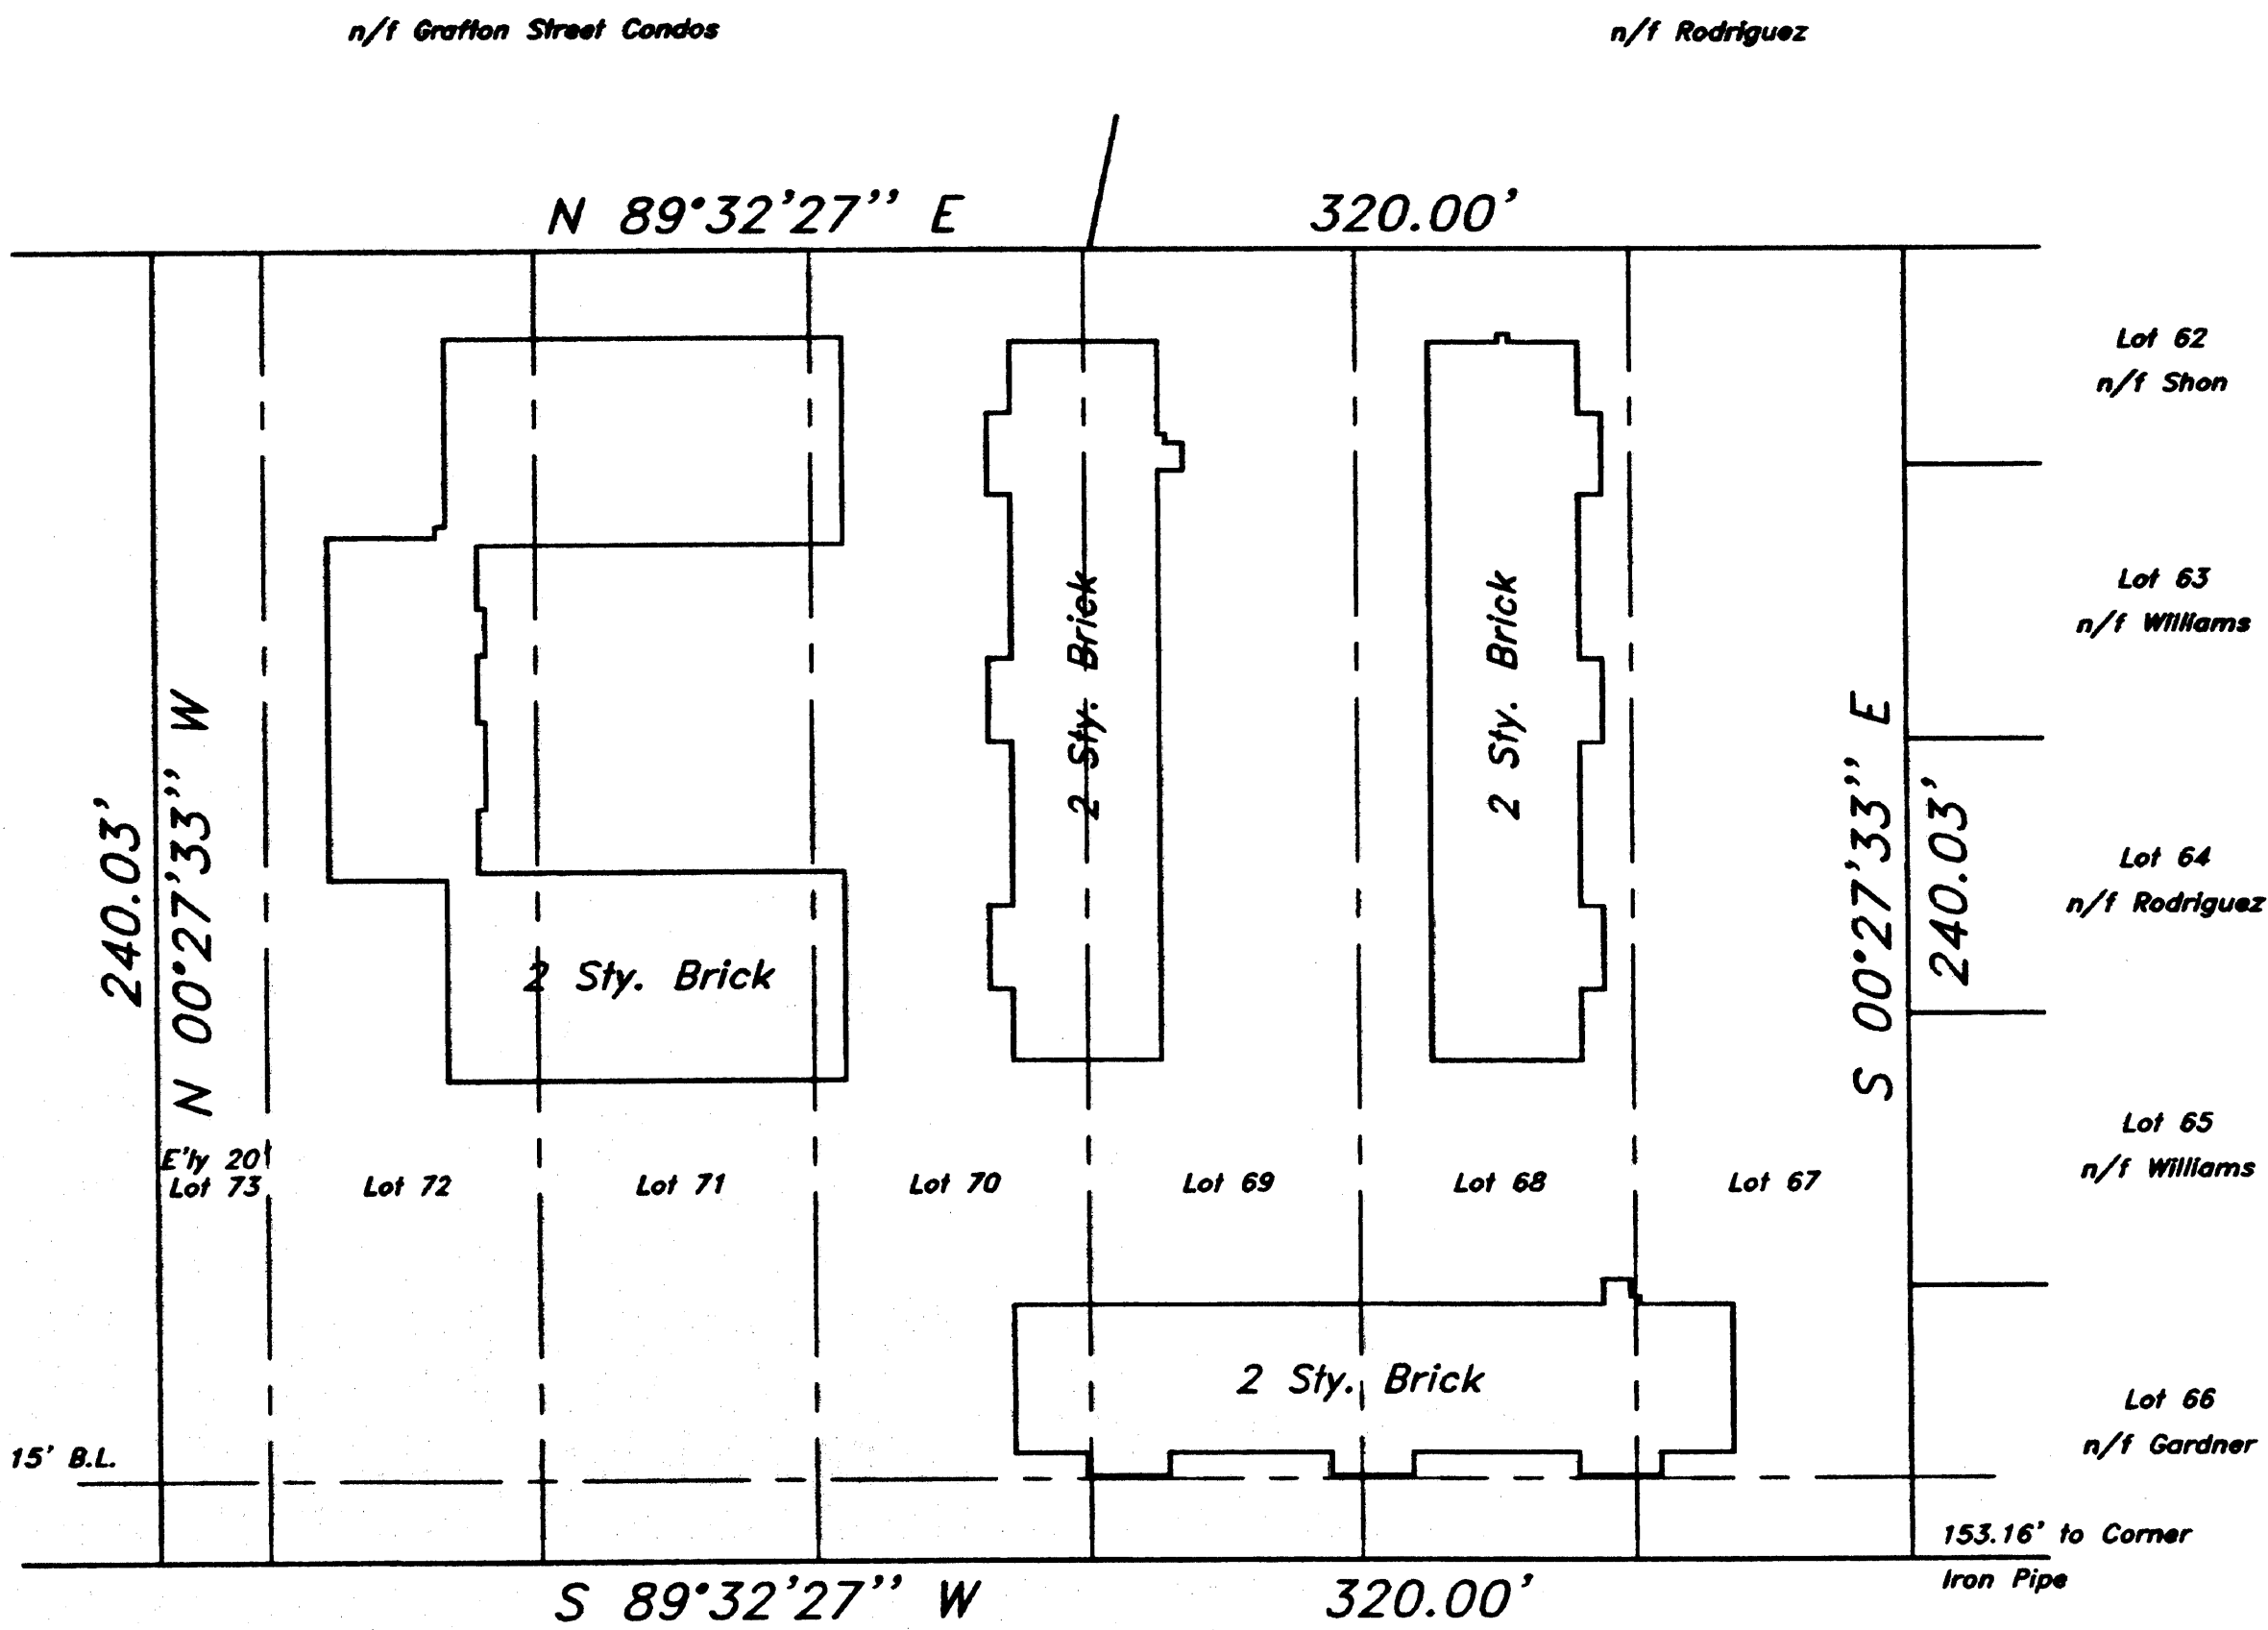 n/f Grafton Street Condos
n/f Rodriguez
N 89°32'27" E
320.00'
Lot 62
n/f Shon
Lot 63
n/f Williams
2 Sty. Brick
2 Sty. Brick
240.03'
N 00°27'33" W
S 00°27'33" E
240.03'
Lot 64
n/f Rodriguez
2 Sty. Brick
Lot 65
n/f Williams
E'ly 20'
Lot 73
Lot 72
Lot 71
Lot 70
Lot 69
Lot 68
Lot 67
2 Sty. Brick
Lot 66
n/f Gardner
15' B.L.
153.16' to Corner
Iron Pipe
S 89°32'27" W
320.00'